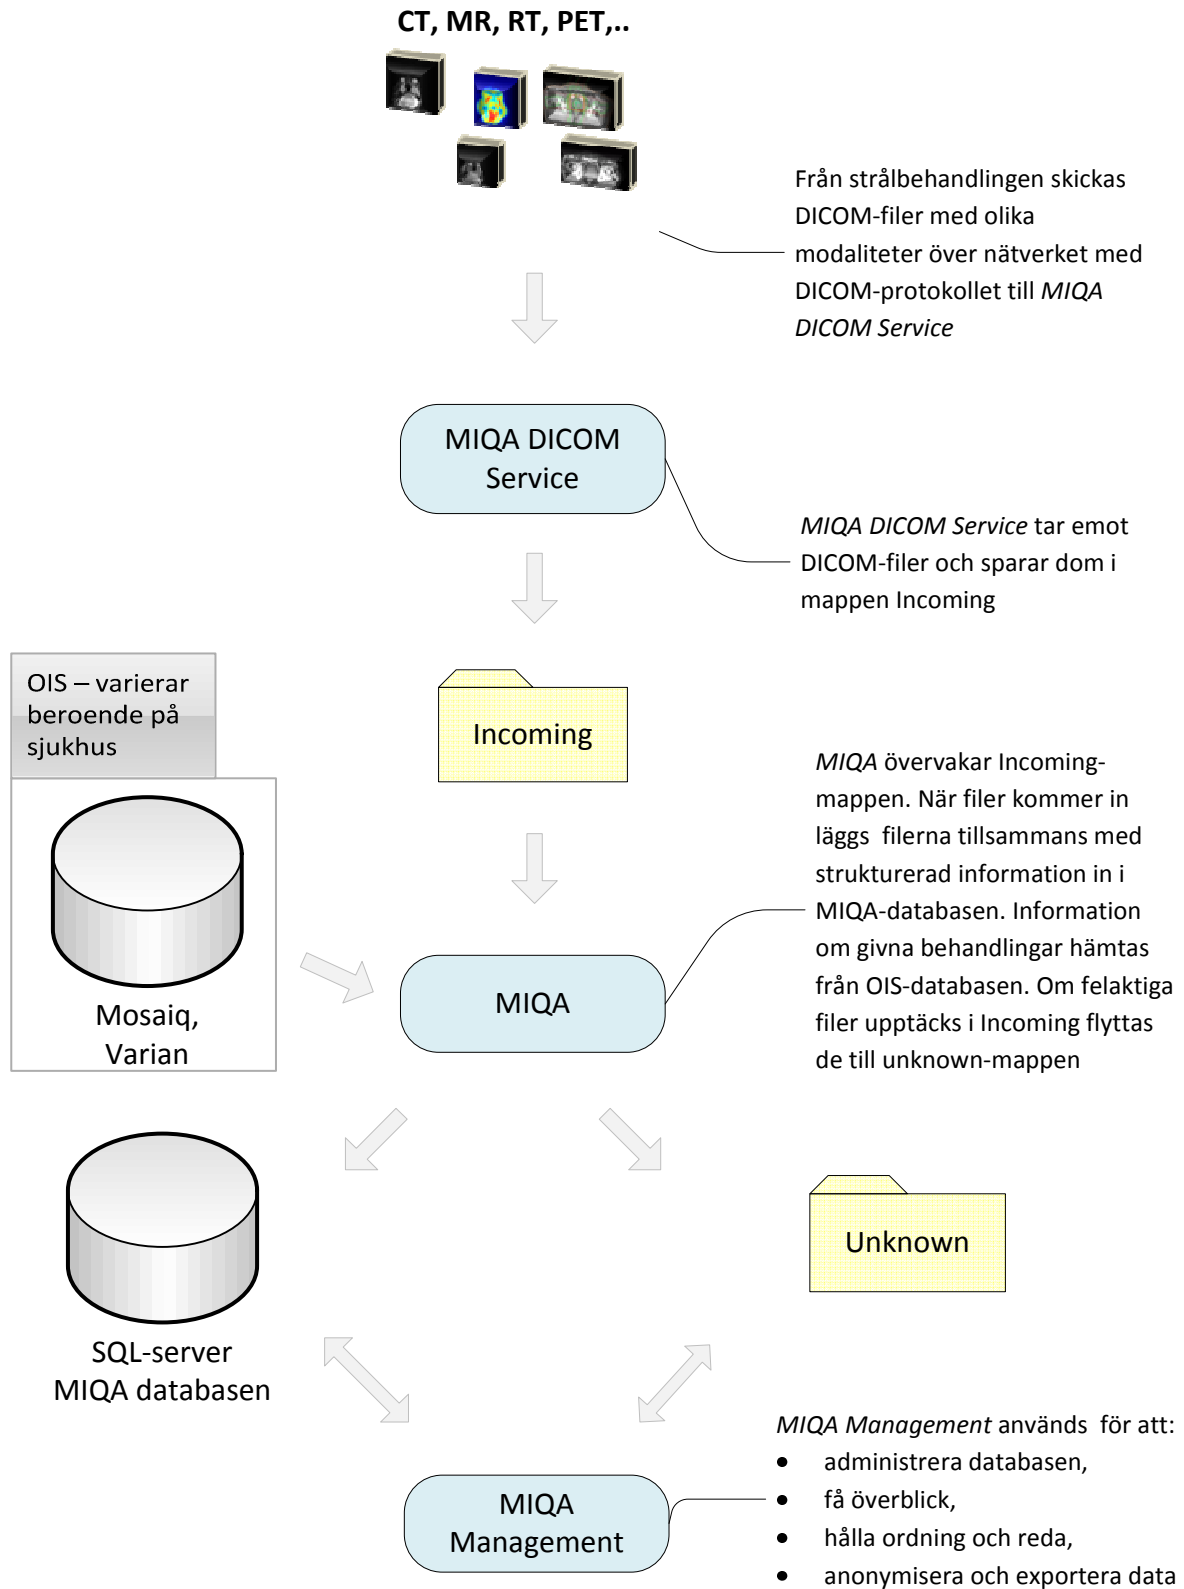 CT, MR, RT, PET,..
Från strålbehandlingen skickas
DICOM-filer med olika
modaliteter över nätverket med
DICOM-protokollet till MIQA
DICOM Service
MIQA DICOM
Service
MIQA DICOM Service tar emot
DICOM-filer och sparar dom i
mappen Incoming
OIS – varierar
beroende på
sjukhus
Incoming
MIQA övervakar Incoming-
mappen. När filer kommer in
läggs  filerna tillsammans med
strukturerad information in i
MIQA-databasen. Information
om givna behandlingar hämtas
från OIS-databasen. Om felaktiga
filer upptäcks i Incoming flyttas
de till unknown-mappen
Mosaiq,
Varian
MIQA
Unknown
SQL-server
MIQA databasen
MIQA Management används  för att:
• administrera databasen,
• få överblick,
• hålla ordning och reda,
• anonymisera och exportera data
MIQA
Management